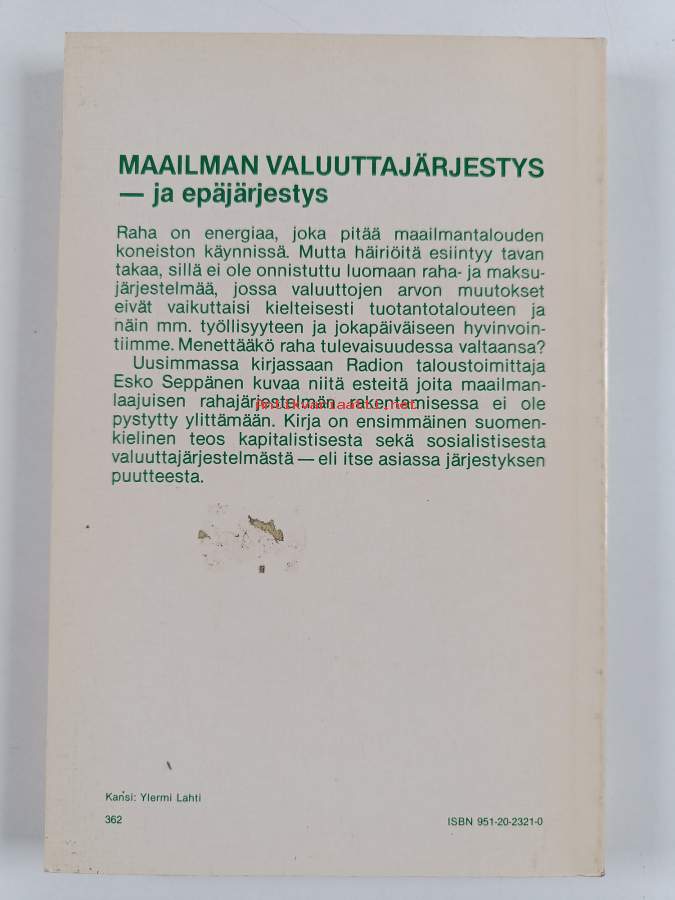 MAAILMAN VALUUTTAJÄRJESTYS
— ja epäjärjestys
Raha on energiaa, joka pitää maailmantalouden
koneiston käynnissä. Mutta häiriöitä esiintyy tavan
takaa, sillä ei ole onnistuttu luomaan raha- ja maksu-
järjestelmää, jossa valuuttojen arvon muutokset
eivät vaikuttaisi kielteisesti tuotantotalouteen ja
näin mm. työllisyyteen ja jokapäiväiseen hyvinvoin-
tiimme. Menettääkö raha tulevaisuudessa valtaansa?
Uusimmassa kirjassaan Radion taloustoimittaja
Esko Seppänen kuvaa niitä esteitä joita maailman-
laajuisen rahajärjestelmän rakentamisessa ei ole
antikvariaatti.net
pystytty ylittämään. Kirja on ensimmäinen suomen-
kielinen teos kapitalistisesta sekä sosialistisesta
valuuttajärjestelmästä — eli itse asiassa järjestyksen
puutteesta.
Kansi: Ylermi Lahti
362
ISBN 951-20-2321-0